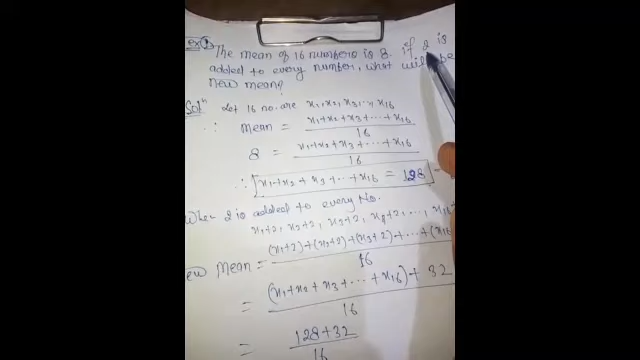 Ex 1 The mean of 16 numbers is 8. if 2 is
added to every number, what will be
new mean?
Solⁿ Let 16 no. are x₁, x₂, x₃, ..., x₁₆
∴ Mean = x₁+x₂+x₃+...+x₁₆ / 16
8 = x₁+x₂+x₃+...+x₁₆ / 16
∴ x₁+x₂+x₃+...+x₁₆ = 128
When 2 is added to every No.
x₁+2, x₂+2, x₃+2, x₄+2, ...,
New Mean = (x₁+2)+(x₂+2)+(x₃+2)+...+(x₁₆ / 16
= (x₁+x₂+x₃+...+x₁₆)+32 / 16
= 128+32 / 16